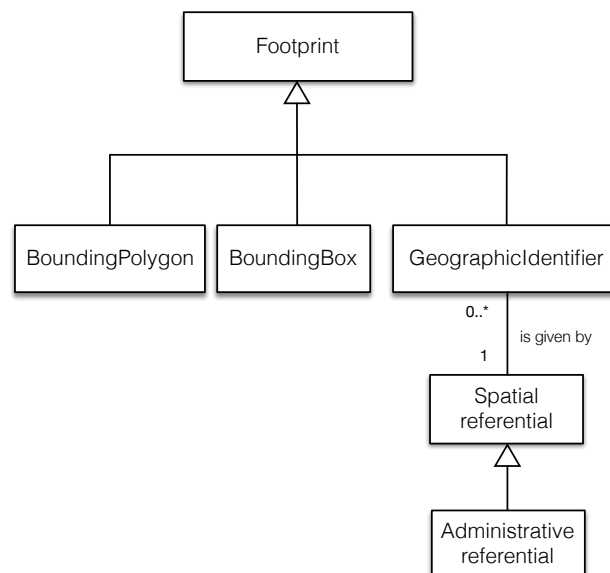 Footprint
BoundingPolygon
BoundingBox
GeographicIdentifier
0..*
is given by
1
Spatial
referential
Administrative
referential